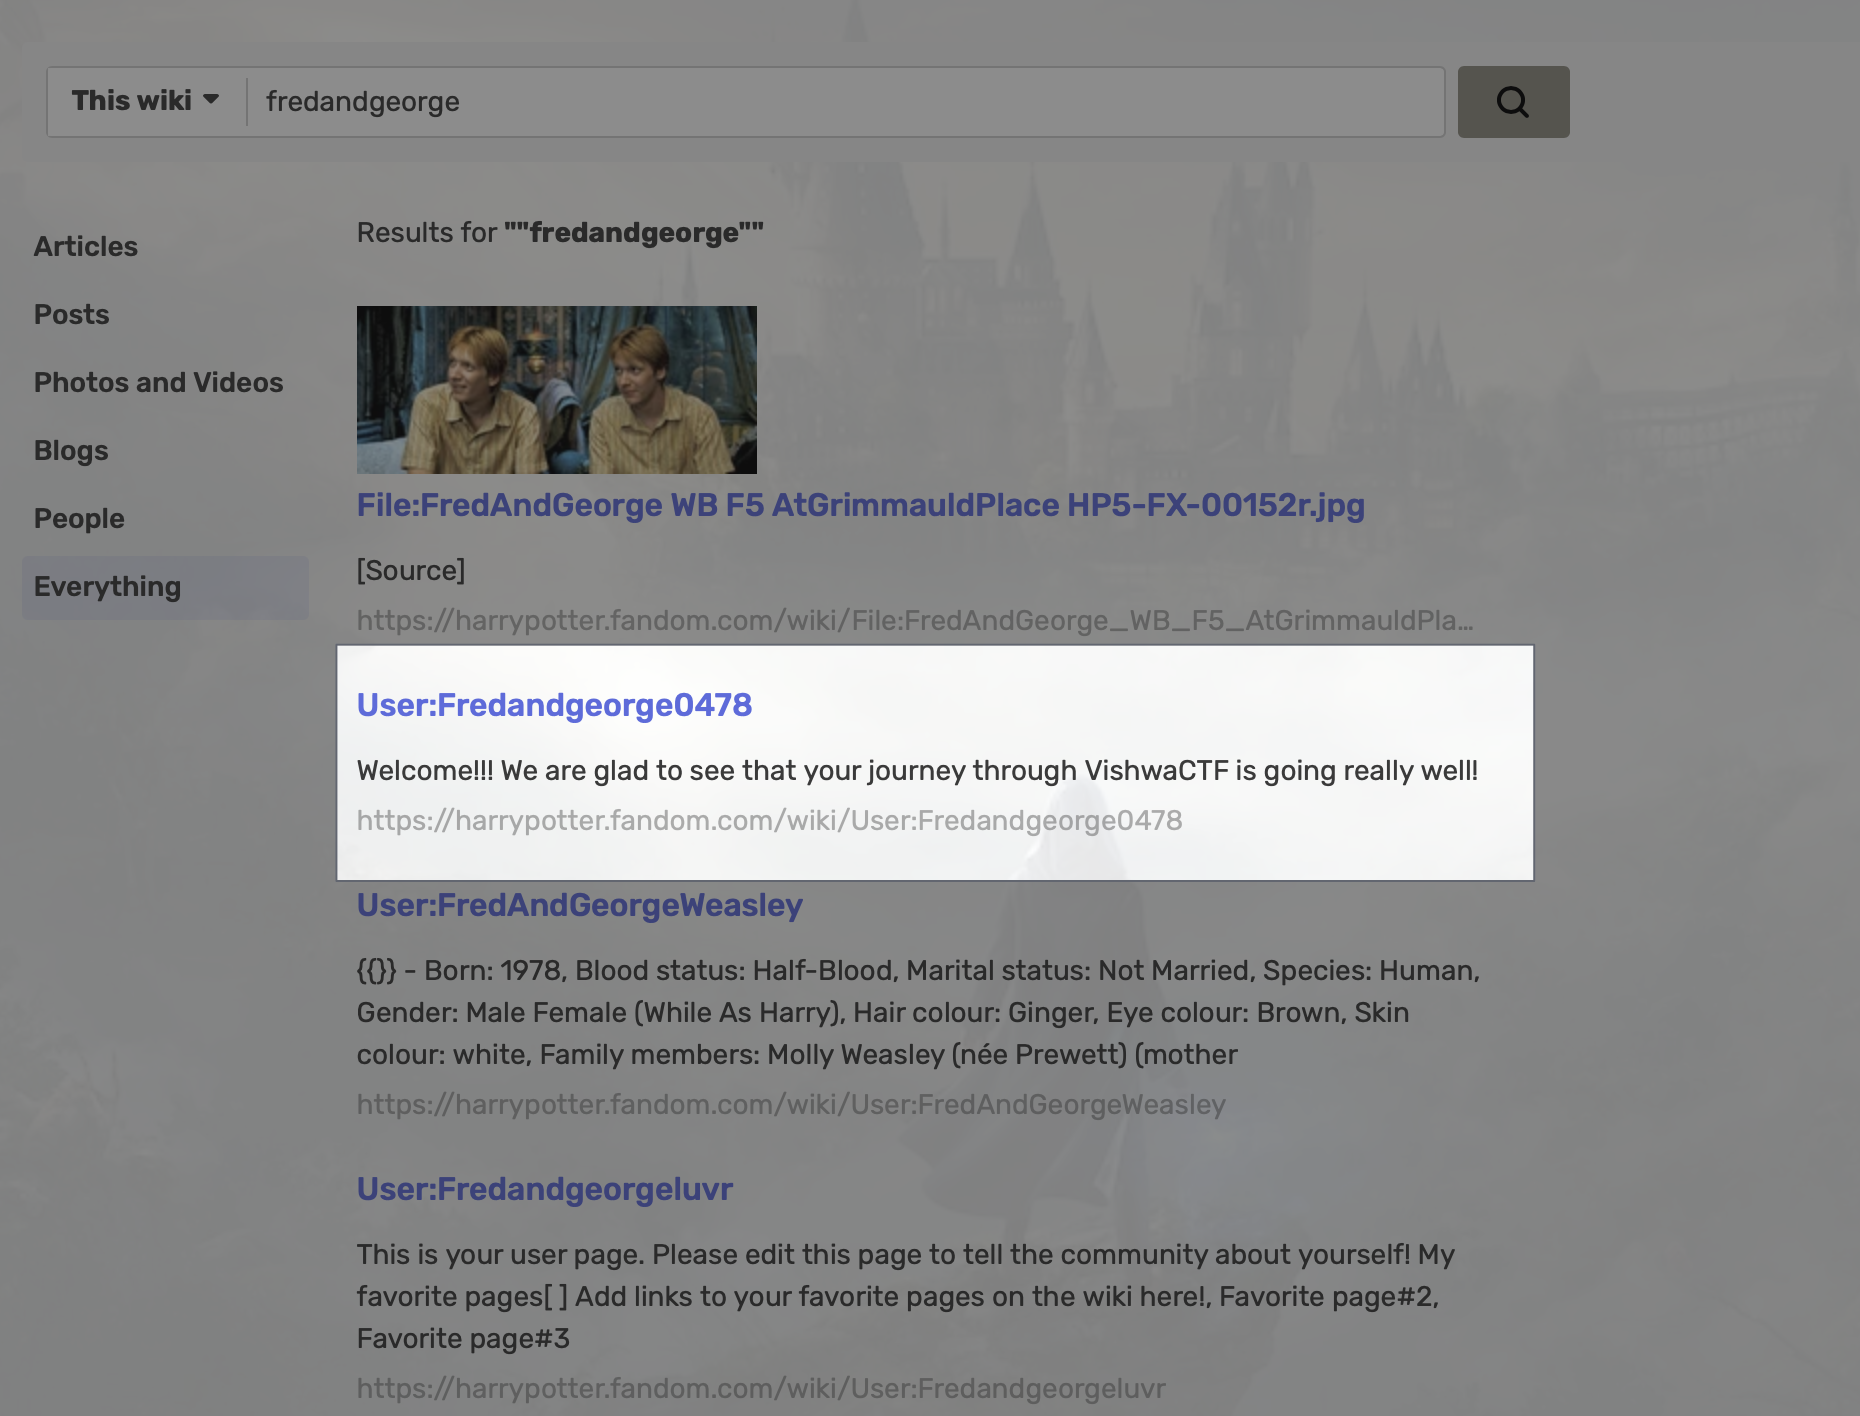 This wiki
fredandgeorge
Articles
Posts
Photos and Videos
Blogs
People
Everything
Results for ""fredandgeorge""
File:FredAndGeorge WB F5 AtGrimmauldPlace HP5-FX-00152r.jpg
[Source]
https://harrypotter.fandom.com/wiki/File:FredAndGeorge_WB_F5_AtGrimmauldPla...
User:Fredandgeorge0478
Welcome!!! We are glad to see that your journey through VishwaCTF is going really well!
https://harrypotter.fandom.com/wiki/User:Fredandgeorge0478
User:FredAndGeorgeWeasley
{{}} - Born: 1978, Blood status: Half-Blood, Marital status: Not Married, Species: Human,
Gender: Male Female (While As Harry), Hair colour: Ginger, Eye colour: Brown, Skin
colour: white, Family members: Molly Weasley (née Prewett) (mother
https://harrypotter.fandom.com/wiki/User:FredAndGeorgeWeasley
User:Fredandgeorgeluvr
This is your user page. Please edit this page to tell the community about yourself! My
favorite pages[ ] Add links to your favorite pages on the wiki here!, Favorite page#2,
Favorite page#3
https://harrypotter.fandom.com/wiki/User:Fredandgeorgeluvr